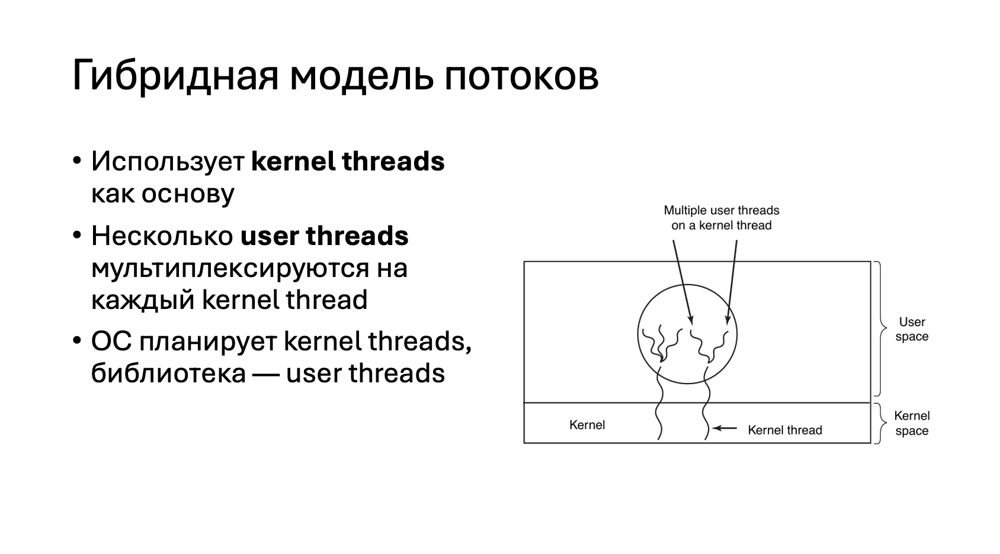 Гибридная модель потоков
• Использует kernel threads
как основу
• Несколько user threads
мультиплексируются на
каждый kernel thread
• ОС планирует kernel threads,
библиотека — user threads
Multiple user threads
on a kernel thread
User
space
Kernel
Kernel thread
Kernel
space